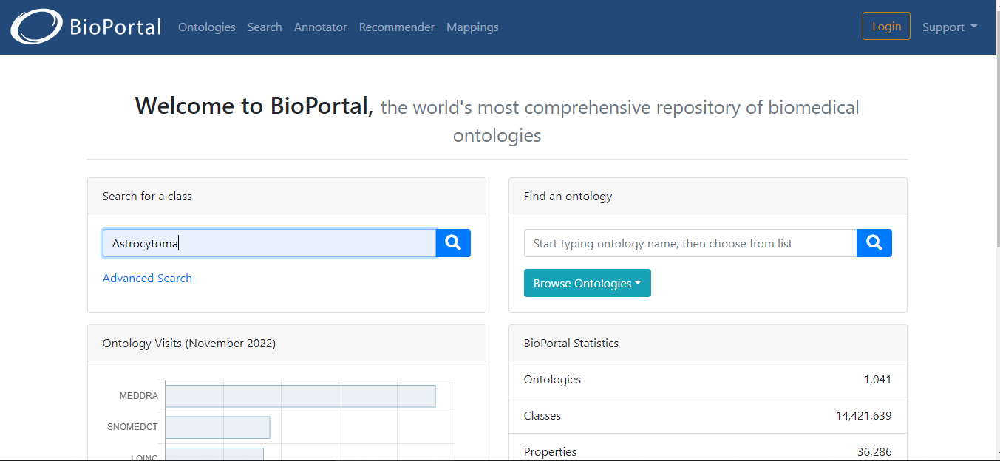 BioPortal Ontologies Search Annotator Recommender Mappings Login Support
Welcome to BioPortal, the world's most comprehensive repository of biomedical
ontologies
Search for a class
Astrocytoma
Advanced Search
Find an ontology
Start typing ontology name, then choose from list
Browse Ontologies
Ontology Visits (November 2022)
MEDDRA
SNOMEDCT
LOINC
BioPortal Statistics
Ontologies 1,041
Classes 14,421,639
Properties 36,286